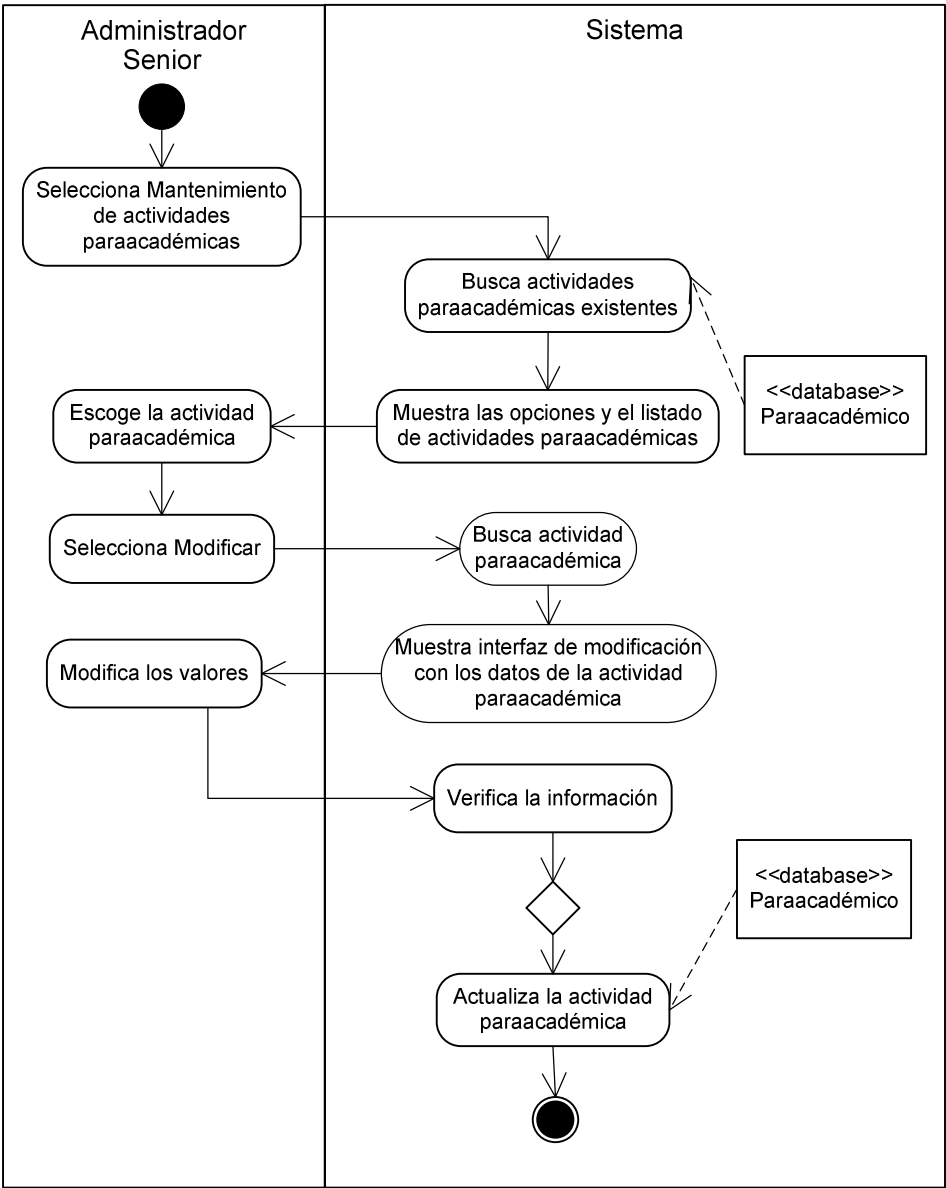 Administrador
Senior
Sistema
Selecciona Mantenimiento
de actividades
paraacadémicas
Busca actividades
paraacadémicas existentes
<<database>>
Paraacadémico
Escoge la actividad
paraacadémica
Muestra las opciones y el listado
de actividades paraacadémicas
Selecciona Modificar
Busca actividad
paraacadémica
Modifica los valores
Muestra interfaz de modificación
con los datos de la actividad
paraacadémica
Verifica la información
<<database>>
Paraacadémico
Actualiza la actividad
paraacadémica